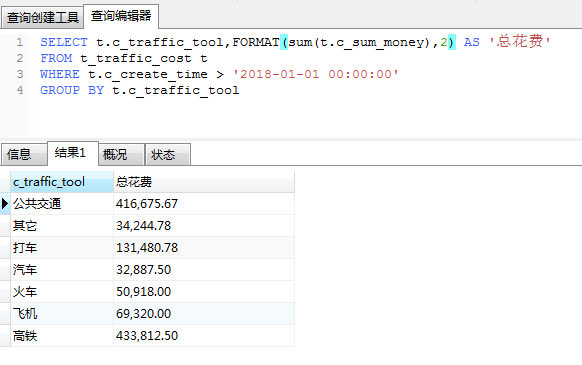 查询创建工具 查询编辑器
1 SELECT t.c_traffic_tool,FORMAT(sum(t.c_sum_money),2) AS '总花费'
2 FROM t_traffic_cost t
3 WHERE t.c_create_time > '2018-01-01 00:00:00'
4 GROUP BY t.c_traffic_tool
信息 结果1 概况 状态
c_traffic_tool 总花费
公共交通 416,675.67
其它 34,244.78
打车 131,480.78
汽车 32,887.50
火车 50,918.00
飞机 69,320.00
高铁 433,812.50